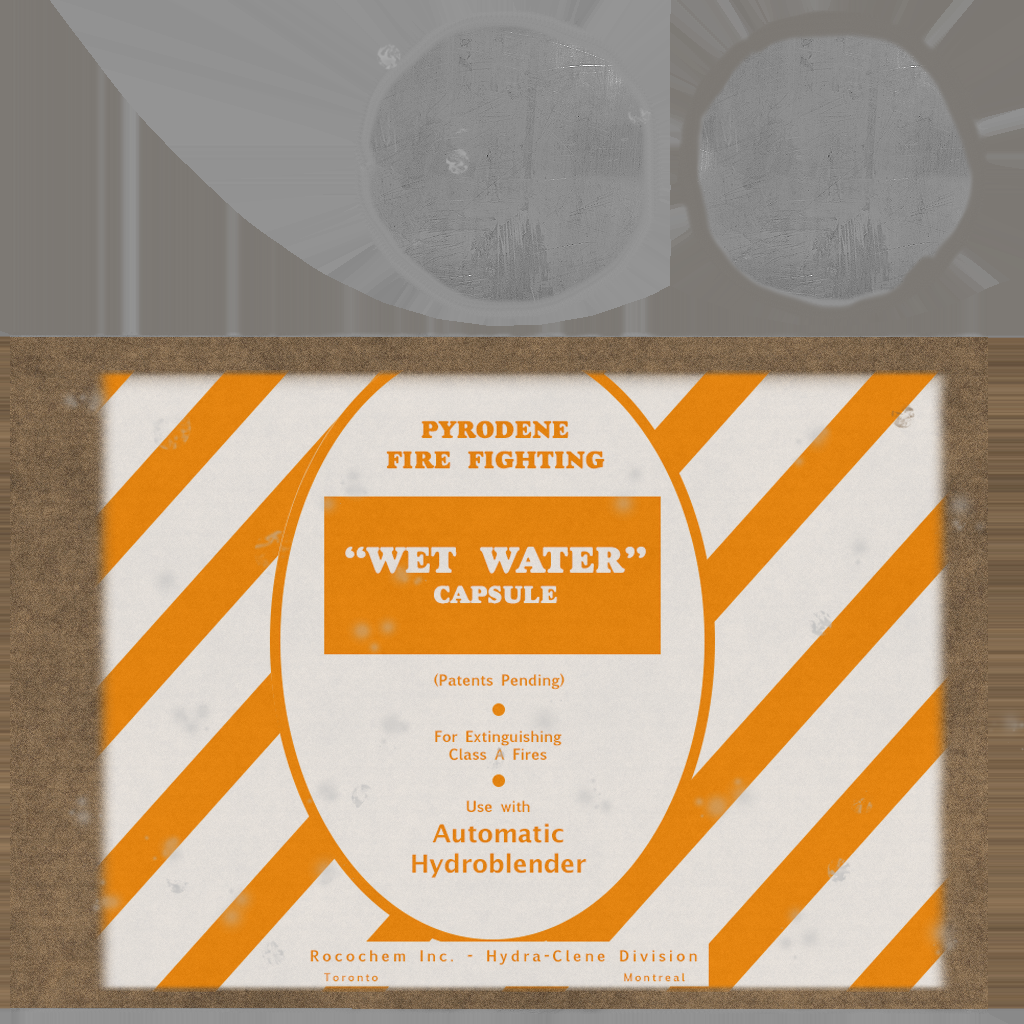 PYRODENE
FIRE FIGHTING
“WET WATER”
CAPSULE
(Patents Pending)
For Extinguishing
Class A Fires
Use with
Automatic
Hydroblender
Rocochem Inc. - Hydra-Clene Division
Toronto Montreal